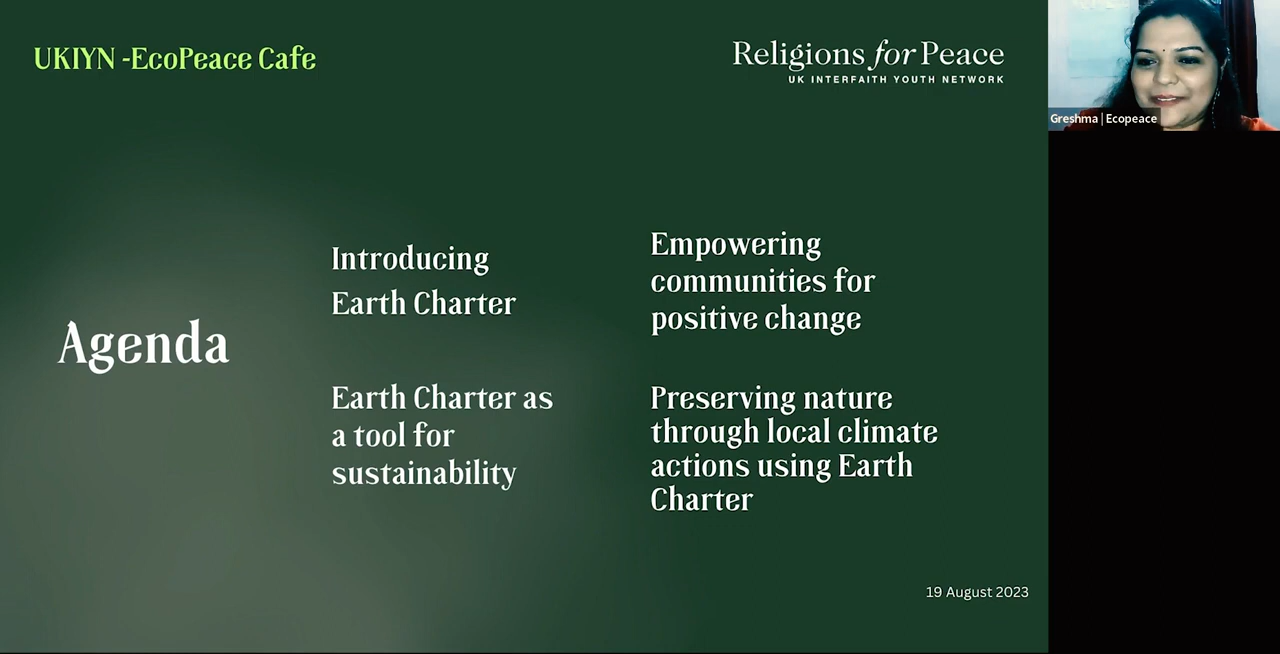 UKIYN -EcoPeace Cafe
Religions for Peace
UK INTERFAITH YOUTH NETWORK
Greshma | Ecopeace
Agenda
Introducing
Earth Charter
Earth Charter as
a tool for
sustainability
Empowering
communities for
positive change
Preserving nature
through local climate
actions using Earth
Charter
19 August 2023